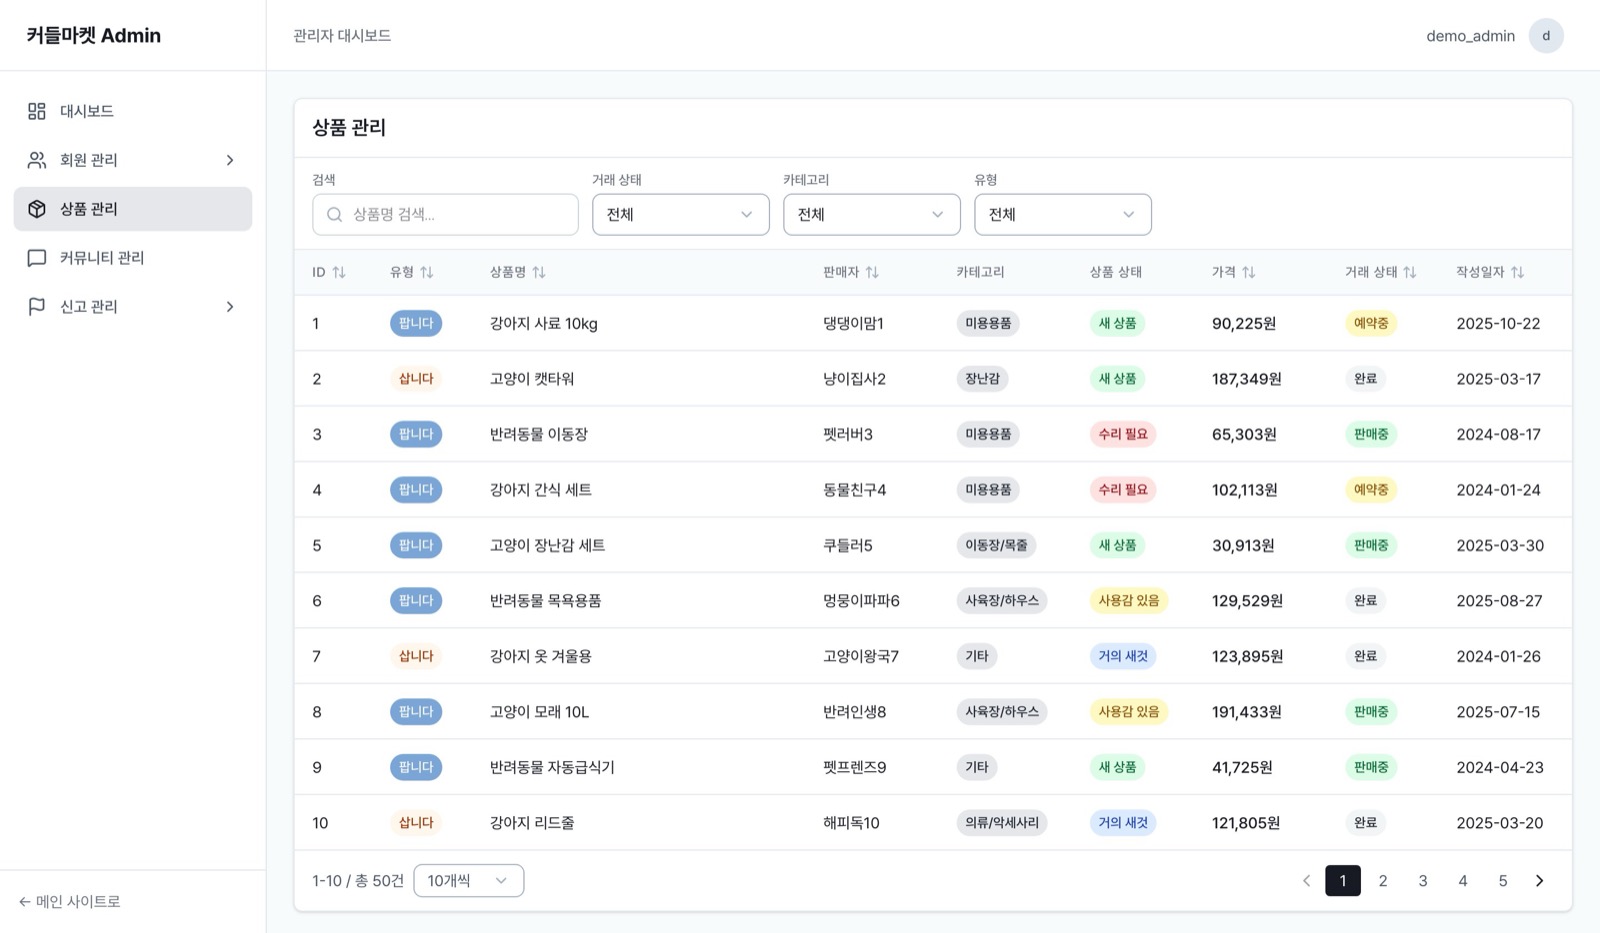 커들마켓 Admin
관리자 대시보드
demo_admin
d
대시보드
회원 관리
상품 관리
커뮤니티 관리
신고 관리
← 메인 사이트로
상품 관리
검색 거래 상태 카테고리 유형
상품명 검색... 전체 전체 전체
ID 유형 상품명 판매자 카테고리 상품 상태 가격 거래 상태 작성일자
1 팝니다 강아지 사료 10kg 댕댕이맘1 미용용품 새 상품 90,225원 예약중 2025-10-22
2 삽니다 고양이 캣타워 냥이집사2 장난감 새 상품 187,349원 완료 2025-03-17
3 팝니다 반려동물 이동장 펫러버3 미용용품 수리 필요 65,303원 판매중 2024-08-17
4 팝니다 강아지 간식 세트 동물친구4 미용용품 수리 필요 102,113원 예약중 2024-01-24
5 팝니다 고양이 장난감 세트 쿠들러5 이동장/목줄 새 상품 30,913원 판매중 2025-03-30
6 팝니다 반려동물 목욕용품 멍뭉이파파6 사육장/하우스 사용감 있음 129,529원 완료 2025-08-27
7 삽니다 강아지 옷 겨울용 고양이왕국7 기타 거의 새것 123,895원 완료 2024-01-26
8 팝니다 고양이 모래 10L 반려인생8 사육장/하우스 사용감 있음 191,433원 판매중 2025-07-15
9 팝니다 반려동물 자동급식기 펫프렌즈9 기타 새 상품 41,725원 판매중 2024-04-23
10 삽니다 강아지 리드줄 해피독10 의류/악세사리 거의 새것 121,805원 완료 2025-03-20
1-10 / 총 50건 10개씩 1 2 3 4 5